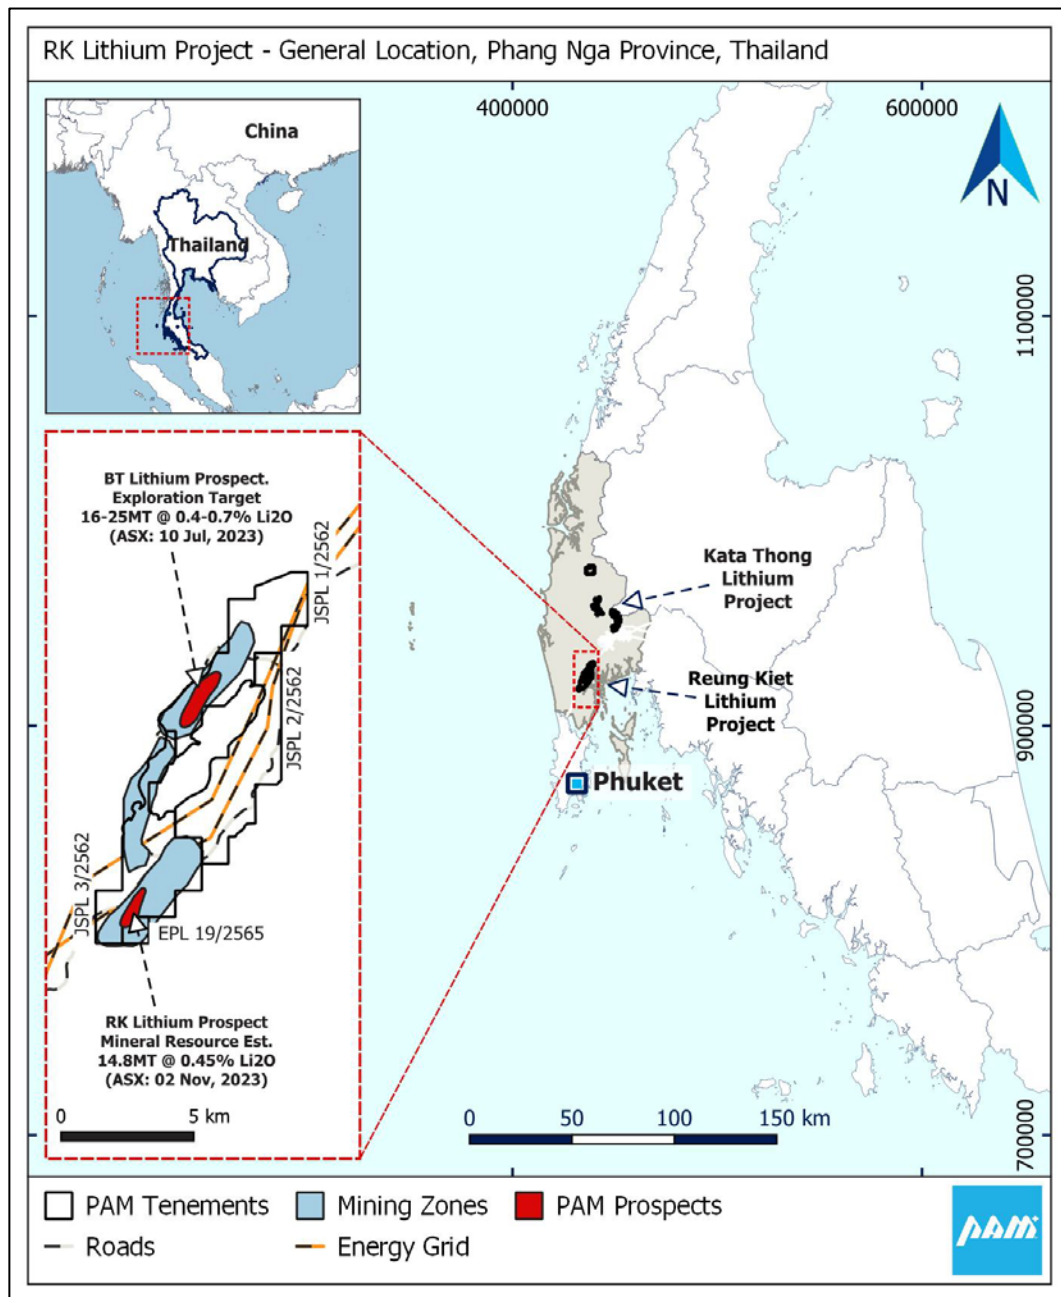 RK Lithium Project - General Location, Phang Nga Province, Thailand
400000
600000
1100000
900000
700000
N
China
Thailand
BT Lithium Prospect.
Exploration Target
16-25MT @ 0.4-0.7% Li2O
(ASX: 10 Jul, 2023)
JSPL 1/2562
JSPL 2/2562
JSPL 3/2562
EPL 19/2565
RK Lithium Prospect
Mineral Resource Est.
14.8MT @ 0.45% Li2O
(ASX: 02 Nov, 2023)
0 5 km
Kata Thong
Lithium
Project
Reung Kiet
Lithium
Project
Phuket
0 50 100 150 km
PAM Tenements Mining Zones PAM Prospects
Roads Energy Grid
PAM